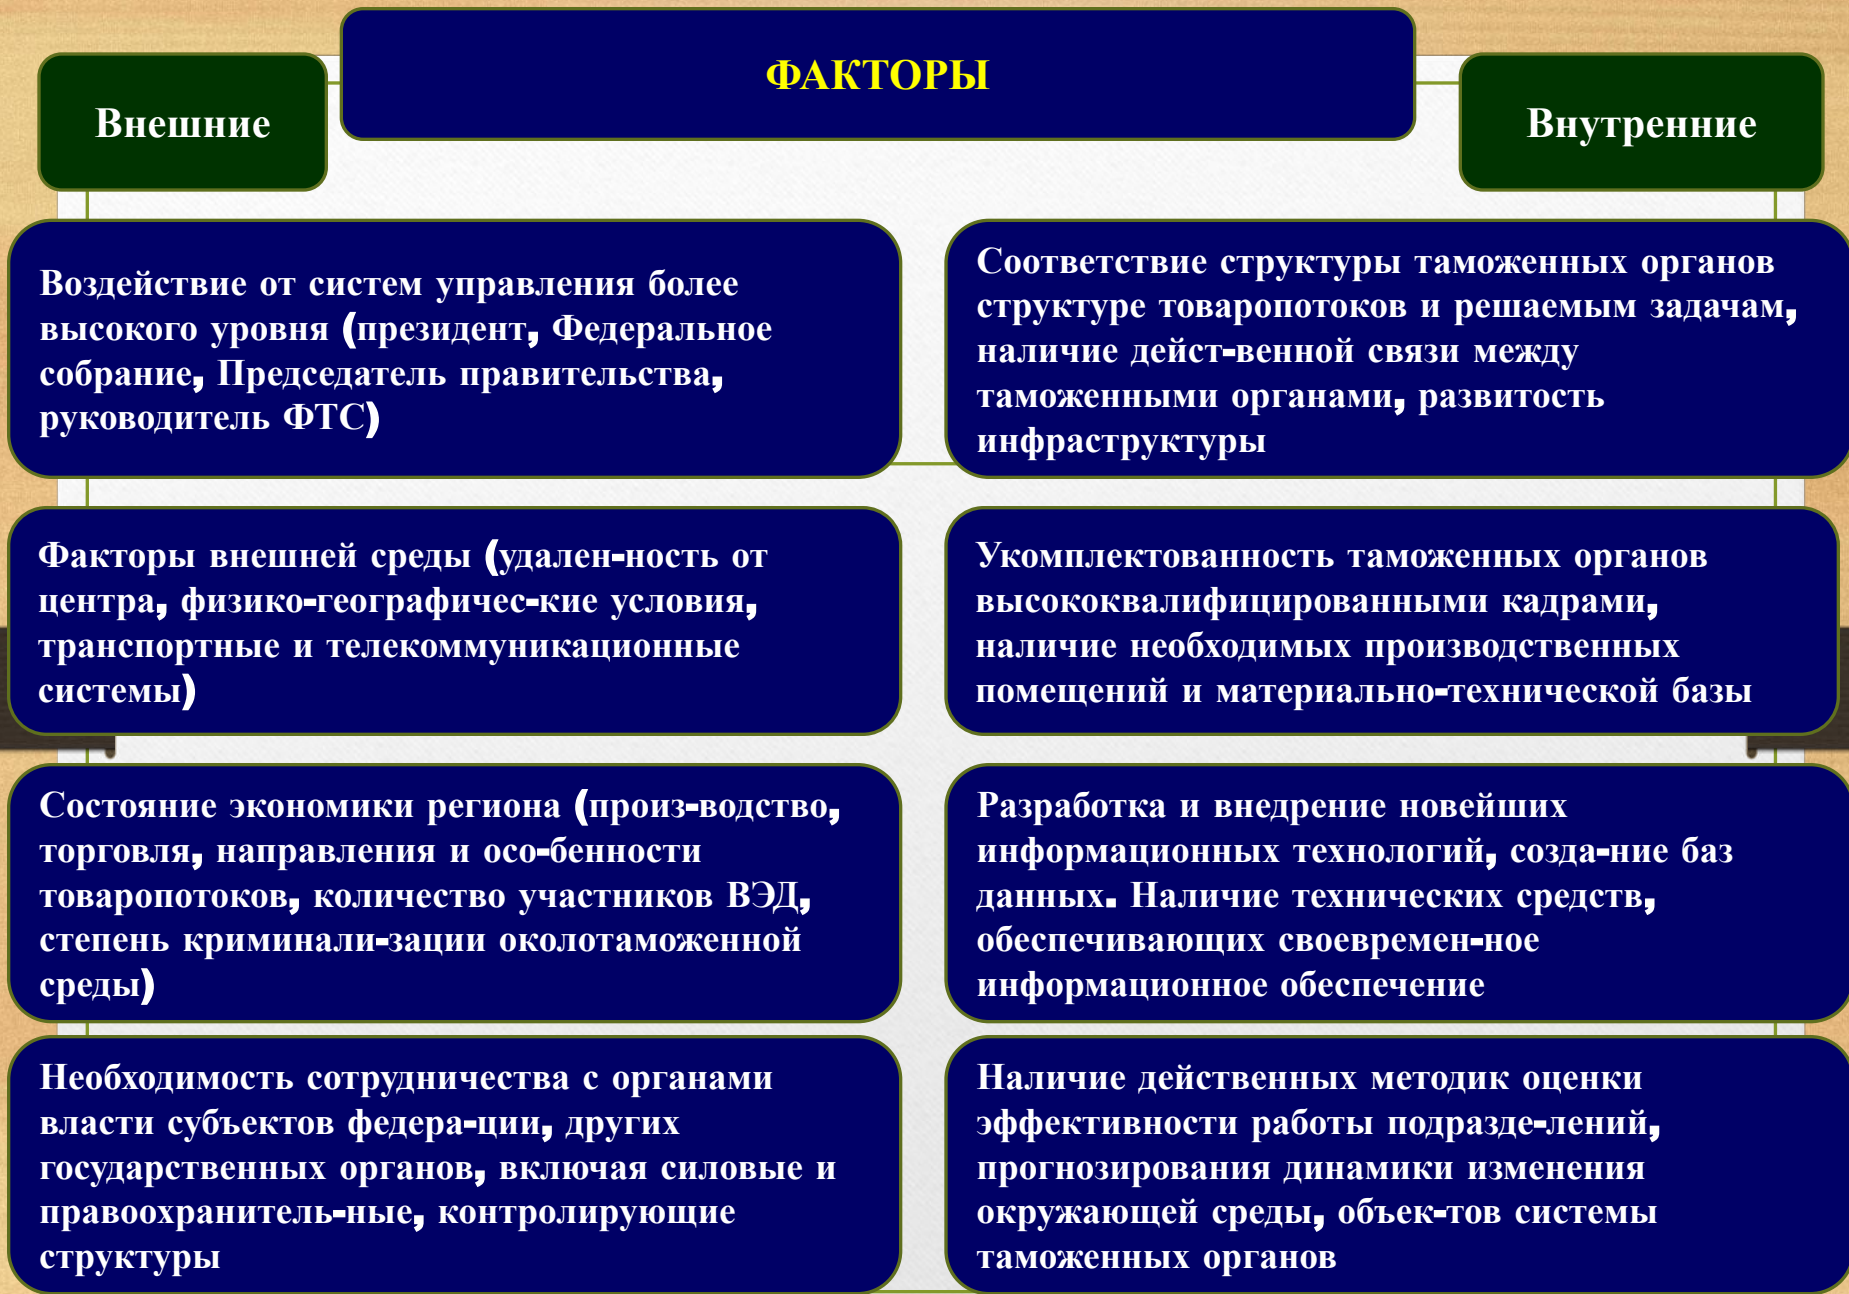 ФАКТОРЫ
Внешние
Внутренние
Воздействие от систем управления более
высокого уровня (президент, Федеральное
собрание, Председатель правительства,
руководитель ФТС)
Соответствие структуры таможенных органов
структуре товаропотоков и решаемым задачам,
наличие дейст-венной связи между
таможенными органами, развитость
инфраструктуры
Факторы внешней среды (удален-ность от
центра, физико-географичес-кие условия,
транспортные и телекоммуникационные
системы)
Укомплектованность таможенных органов
высококвалифицированными кадрами,
наличие необходимых производственных
помещений и материально-технической базы
Состояние экономики региона (произ-водство,
торговля, направления и осо-бенности
товаропотоков, количество участников ВЭД,
степень криминали-зации околотаможенной
среды)
Разработка и внедрение новейших
информационных технологий, созда-ние баз
данных. Наличие технических средств,
обеспечивающих своевремен-ное
информационное обеспечение
Необходимость сотрудничества с органами
власти субъектов федера-ции, других
государственных органов, включая силовые и
правоохранитель-ные, контролирующие
структуры
Наличие действенных методик оценки
эффективности работы подразде-лений,
прогнозирования динамики изменения
окружающей среды, объек-тов системы
таможенных органов